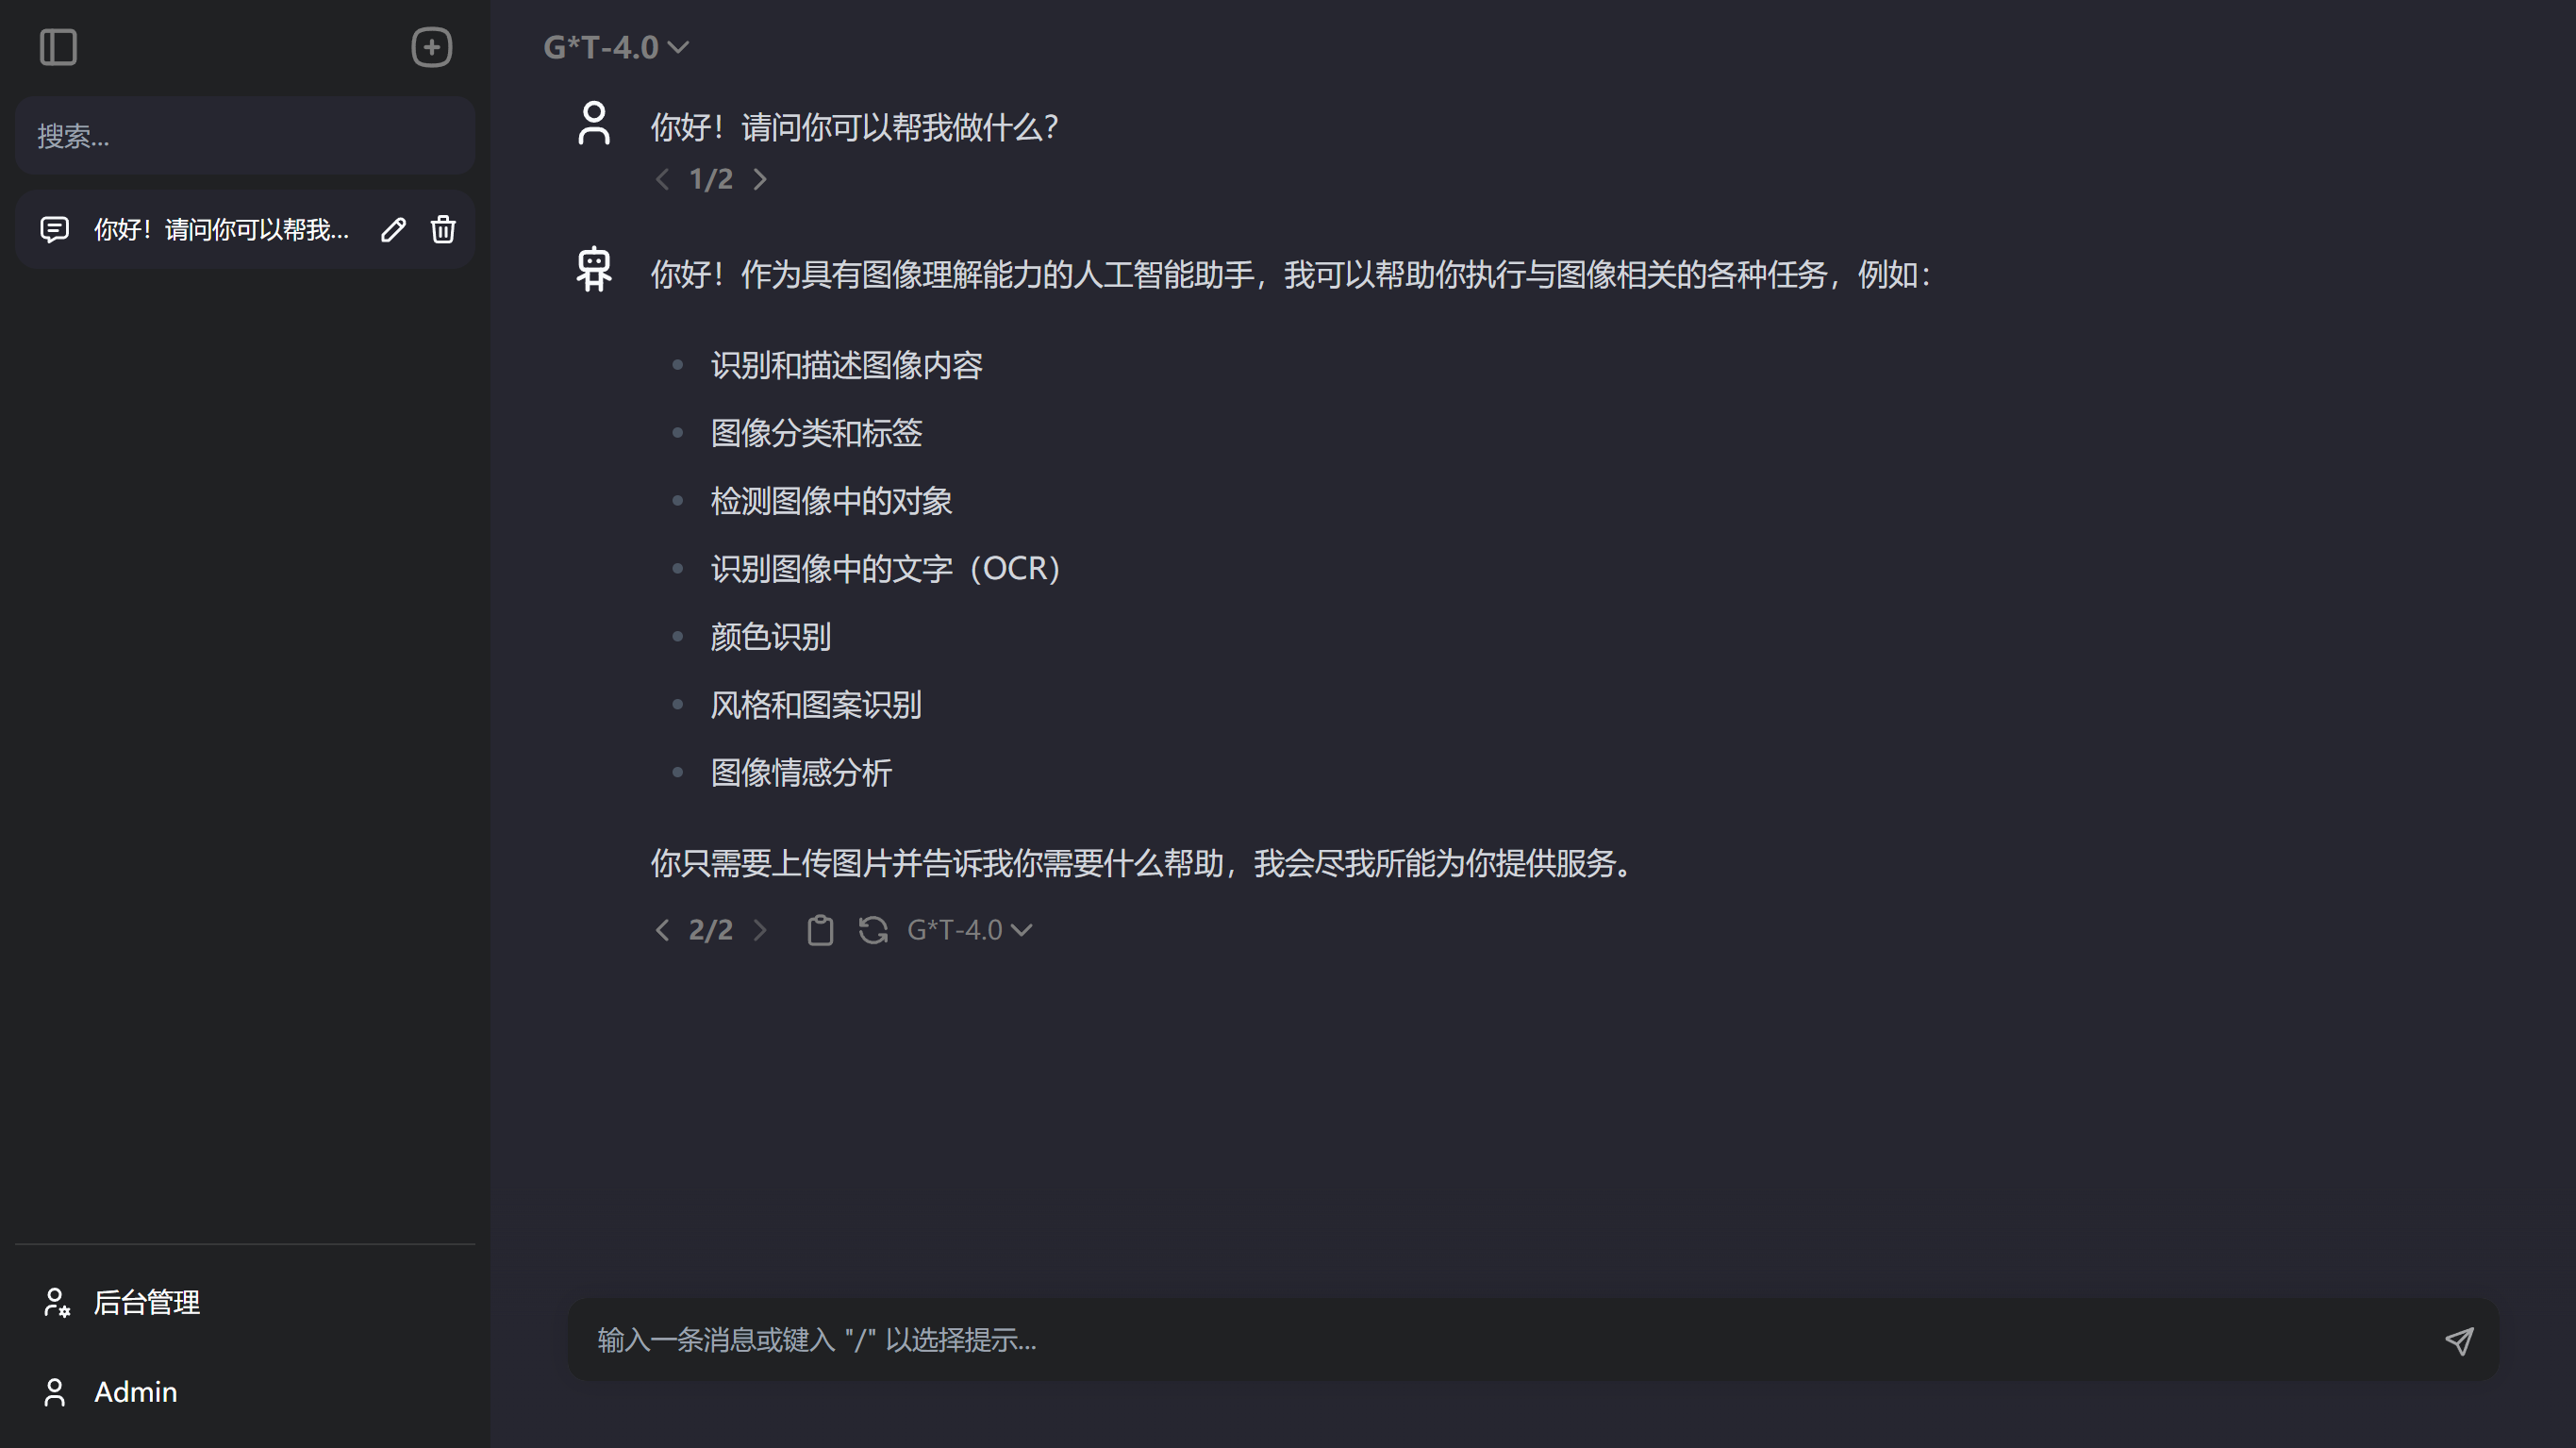 G*T-4.0
搜索...
你好！请问你可以帮我...
后台管理
Admin
你好！请问你可以帮我做什么？
1/2
你好！作为具有图像理解能力的人工智能助手，我可以帮助你执行与图像相关的各种任务，例如：
识别和描述图像内容
图像分类和标签
检测图像中的对象
识别图像中的文字（OCR）
颜色识别
风格和图案识别
图像情感分析
你只需要上传图片并告诉我你需要什么帮助，我会尽我所能为你提供服务。
2/2 G*T-4.0
输入一条消息或键入 "/" 以选择提示...